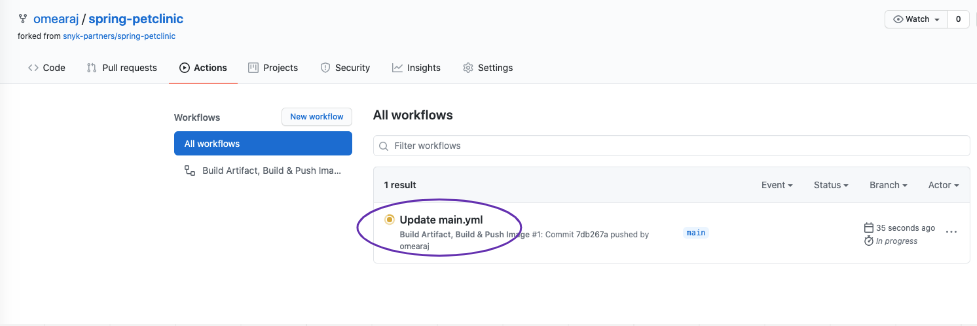 omearaj / spring-petclinic
Watch 0
forked from snyk-partners/spring-petclinic
Code Pull requests Actions Projects Security Insights Settings
Workflows
New workflow
All workflows
Build Artifact, Build & Push Ima...
All workflows
Filter workflows
1 result
Event Status Branch Actor
Update main.yml
Build Artifact, Build & Push Image #1: Commit 7db267a pushed by
omearaj
main
35 seconds ago
In progress